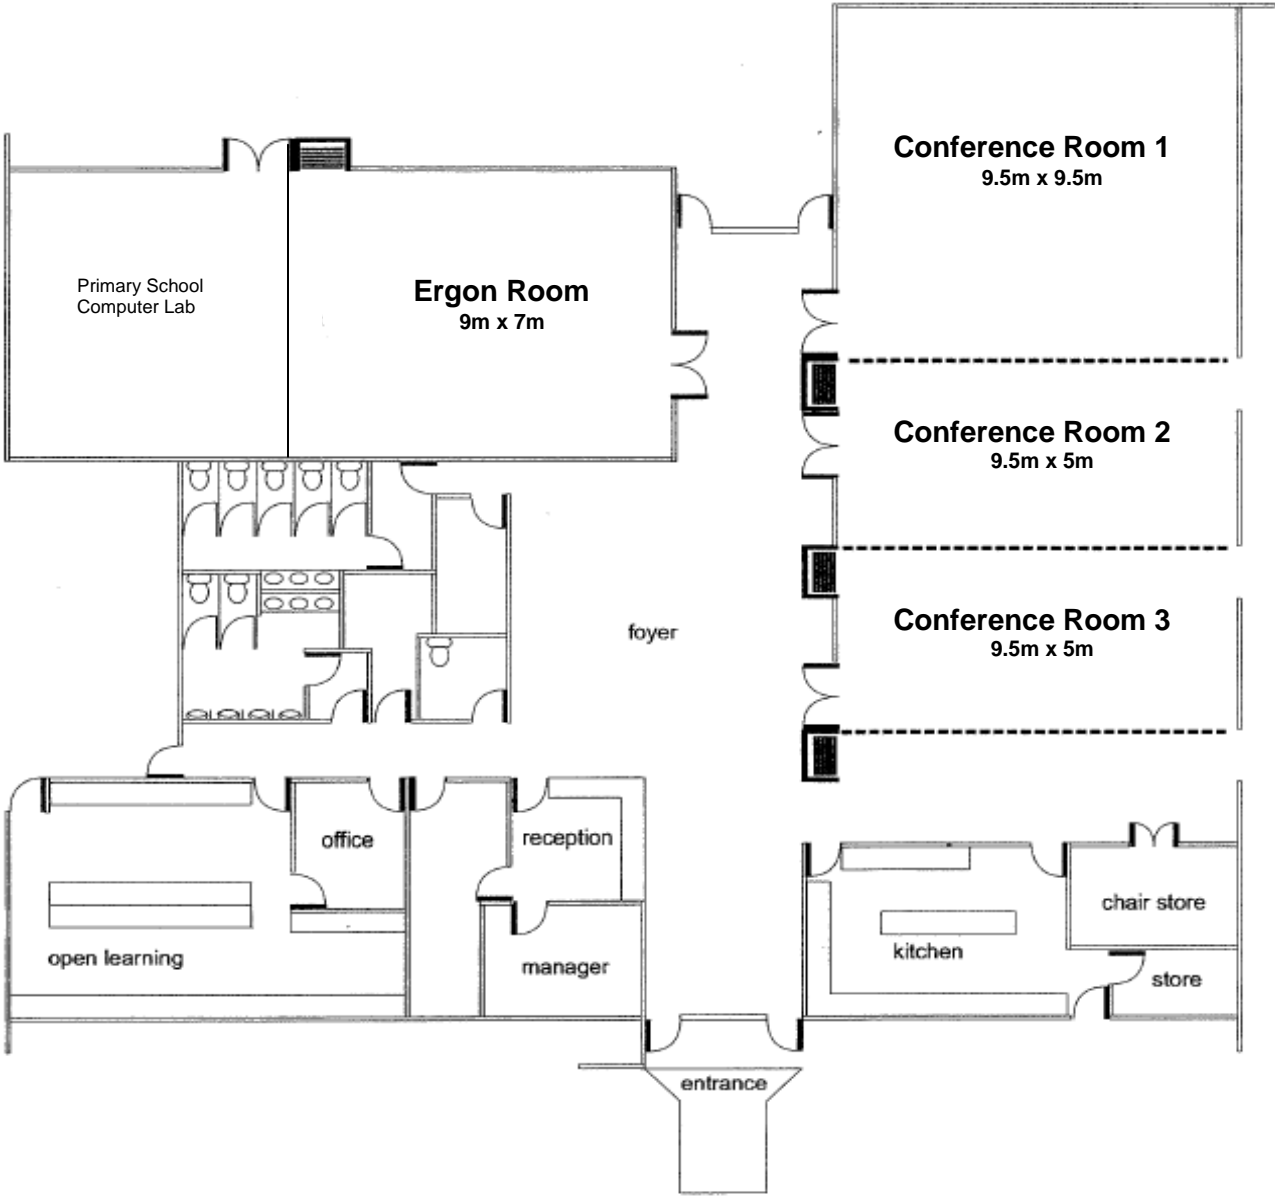 Conference Room 1
9.5m x 9.5m
Primary School
Computer Lab
Ergon Room
9m x 7m
Conference Room 2
9.5m x 5m
Conference Room 3
9.5m x 5m
foyer
office
reception
open learning
manager
kitchen
chair store
store
entrance